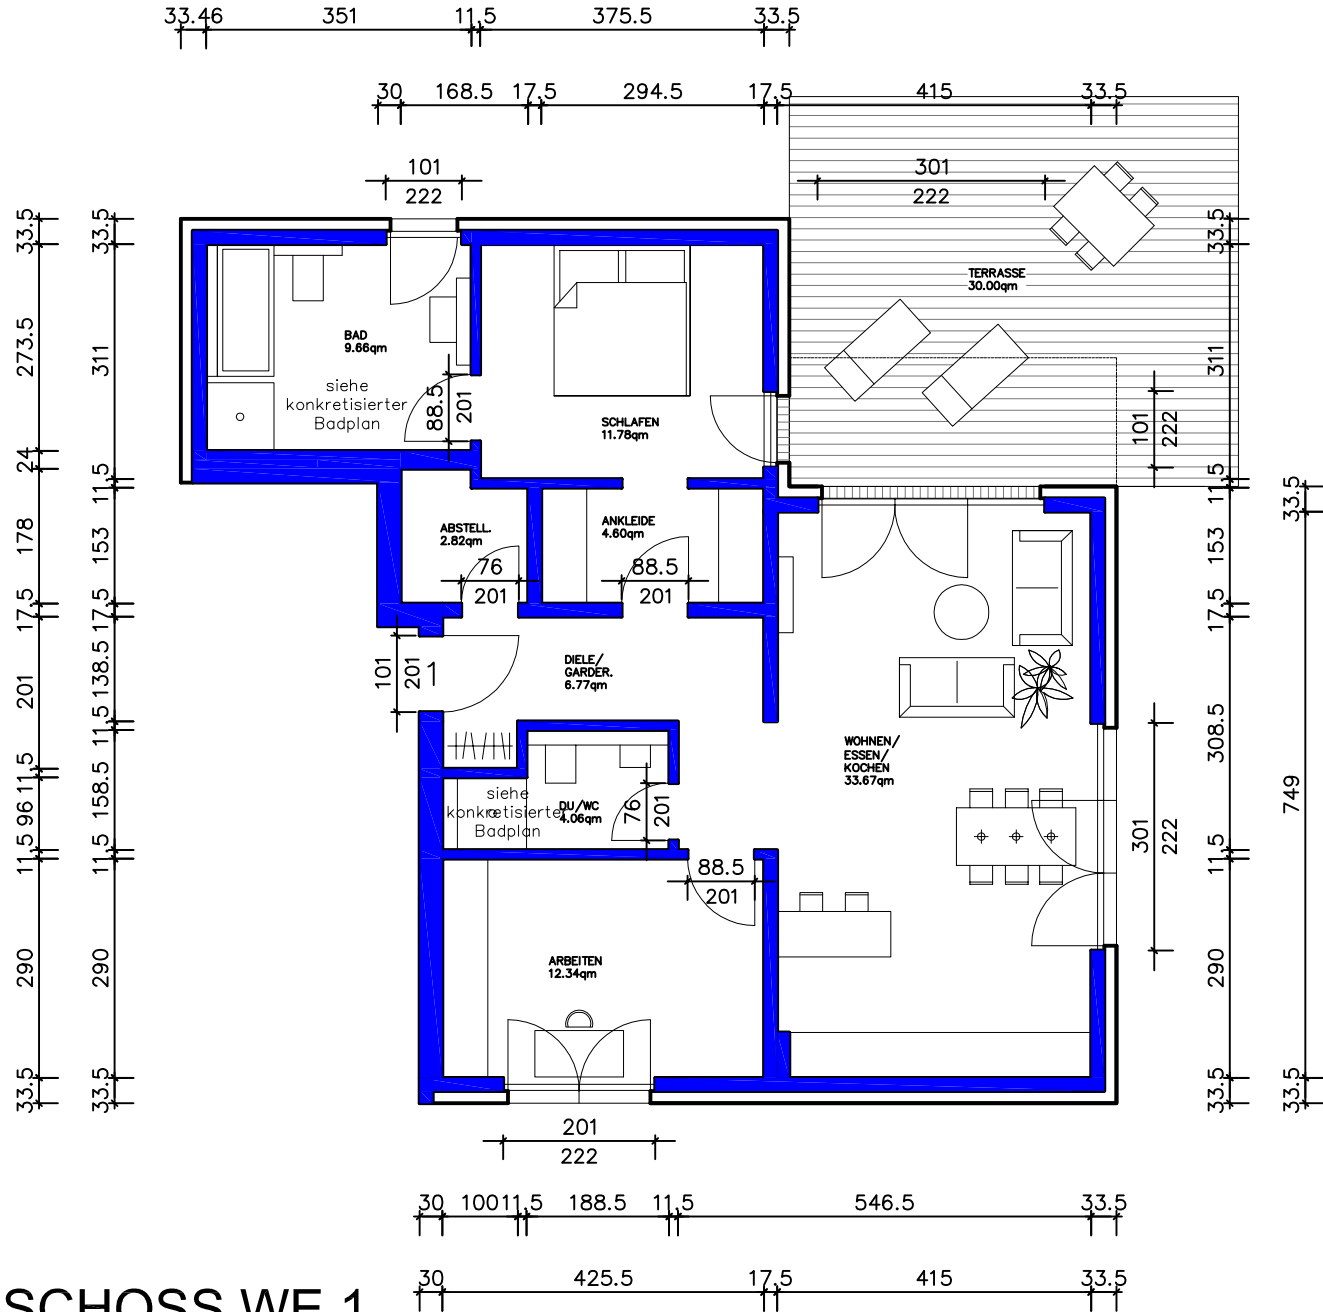 33.46 351 11.5 375.5 33.5
30 168.5 17.5 294.5 17.5 415 33.5
101
222
301
222
33.5
273.5
24
178
17.5
201
11.5
96
11.5
290
33.5
33.5
311
11.5
153
17.5
138.5
11.5
158.5
11.5
290
33.5
TERRASSE
30.00qm
BAD
9.66qm
siehe
konkretisierter
Badplan
88.5
201
SCHLAFEN
11.78qm
101
222
ABSTELL.
2.82qm
76
201
ANKLEIDE
4.60qm
88.5
201
101
201
1
DIELE/
GARDER.
6.77qm
WOHNEN/
ESSEN/
KOCHEN
33.67qm
siehe
konkretisierter
Badplan
DU/WC
4.06qm
76
201
88.5
201
301
222
ARBEITEN
12.34qm
201
222
33.5
311
11.5
153
17.5
308.5
11.5
290
33.5
33.5
749
33.5
30 100 11.5 188.5 11.5 546.5 33.5
30 425.5 17.5 415 33.5
SCHOSS WE 1